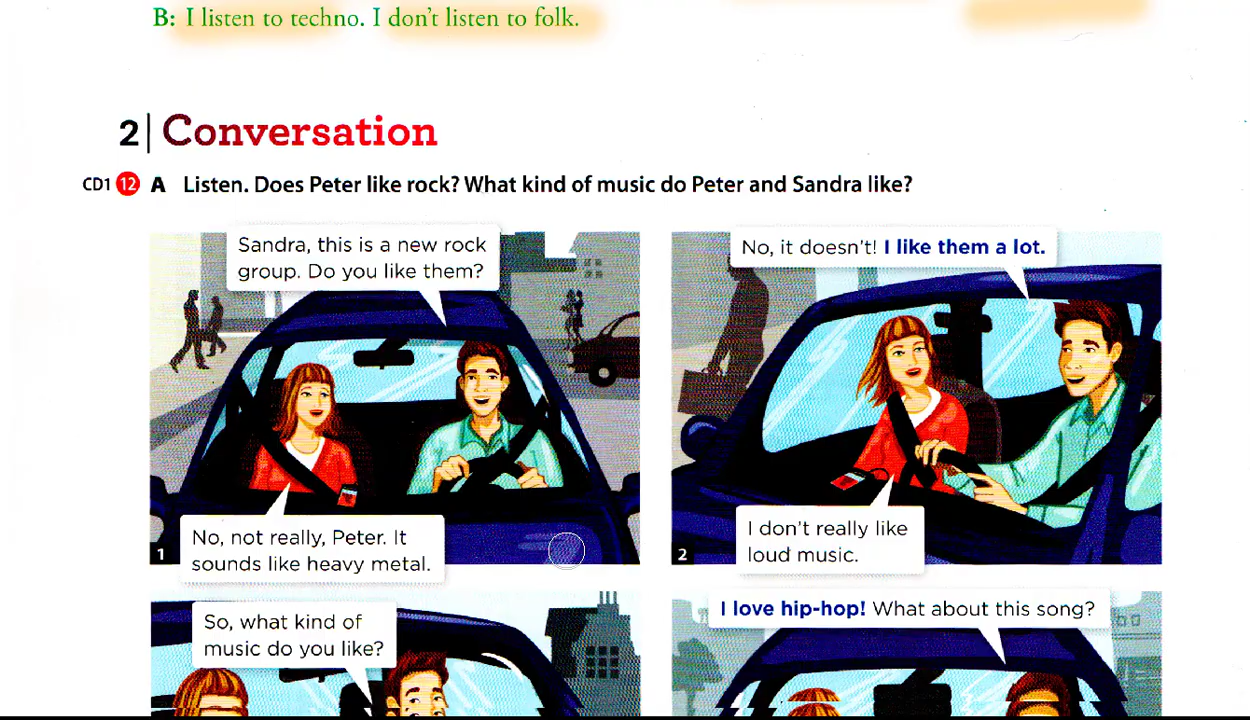 B: I listen to techno. I don't listen to folk.
2 | Conversation
CD1 12 A Listen. Does Peter like rock? What kind of music do Peter and Sandra like?
Sandra, this is a new rock
group. Do you like them?
No, not really, Peter. It
sounds like heavy metal.
1
No, it doesn't! I like them a lot.
I don't really like
loud music.
2
So, what kind of
music do you like?
I love hip-hop! What about this song?